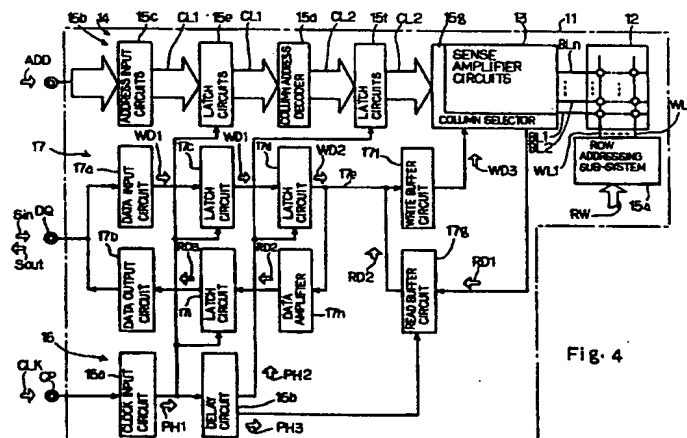 15b
14
15c
CL1
15e
CL1
15d
CL2
15f
CL2
15g
13
11
12
ADD
ADDRESS INPUT CIRCUITS
LATCH CIRCUITS
COLUMN ADDRESS DECODER
LATCH CIRCUITS
SENSE AMPLIFIER CIRCUITS
COLUMN SELECTOR
BLn
BL1
BL2
WL1
WL
ROW ADDRESSING SUB-SYSTEM
15a
RW
17
17a
WD1
17c
WD1
17d
WD2
17e
17f
WD3
DATA INPUT CIRCUIT
LATCH CIRCUIT
LATCH CIRCUIT
WRITE BUFFER CIRCUIT
Sin
DQ
Sout
17b
RD3
RD2
RD2
17g
RD1
DATA OUTPUT CIRCUIT
LATCH CIRCUIT
17i
DATA AMPLIFIER
17h
READ BUFFER CIRCUIT
16
16a
CLK
CP
CLOCK INPUT CIRCUIT
PH1
DELAY CIRCUIT
PH2
16b
PH3
Fig. 4